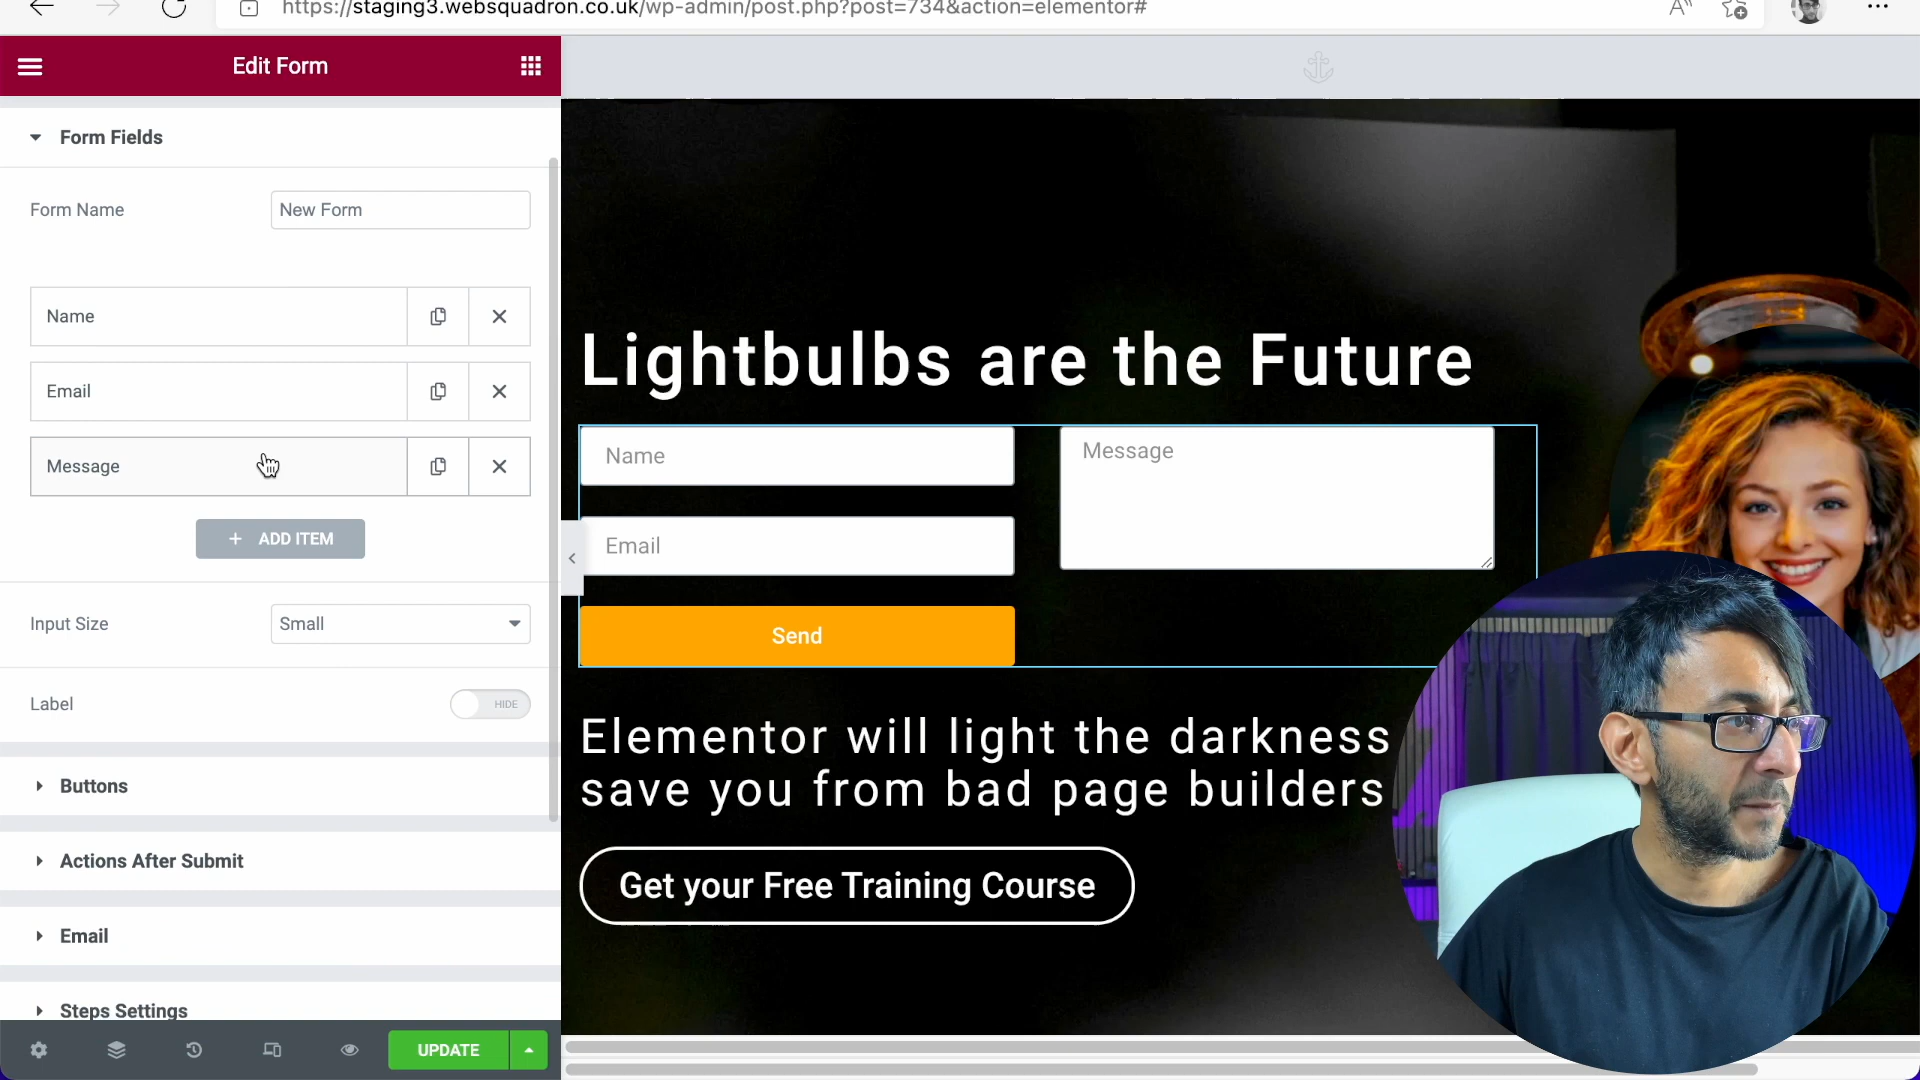 https://staging3.websquadron.co.uk/wp-admin/post.php?post=734&action=elementor#
Edit Form
Form Fields
Form Name
New Form
Name
Email
Message
+ ADD ITEM
Input Size
Small
Label
HIDE
Buttons
Actions After Submit
Email
Steps Settings
UPDATE
Lightbulbs are the Future
Name
Message
Email
Send
Elementor will light the darkness
save you from bad page builders
Get your Free Training Course